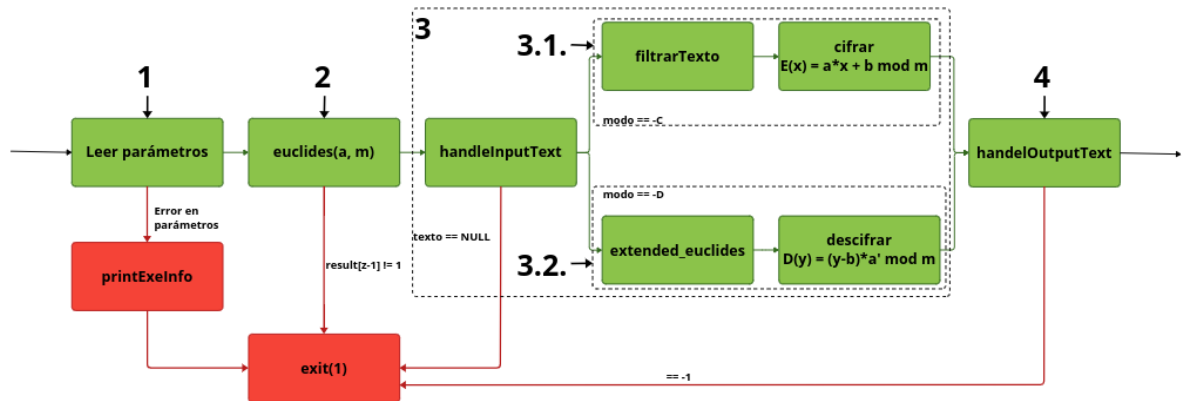 3
3.1.
filtrarTexto
cifrar
E(x) = a*x + b mod m
modo == -C
1
2
4
Leer parámetros
euclides(a, m)
handleInputText
handelOutputText
modo == -D
Error en
parámetros
texto == NULL
result[z-1] != 1
3.2.
extended_euclides
descifrar
D(y) = (y-b)*a' mod m
printExeInfo
exit(1)
== -1